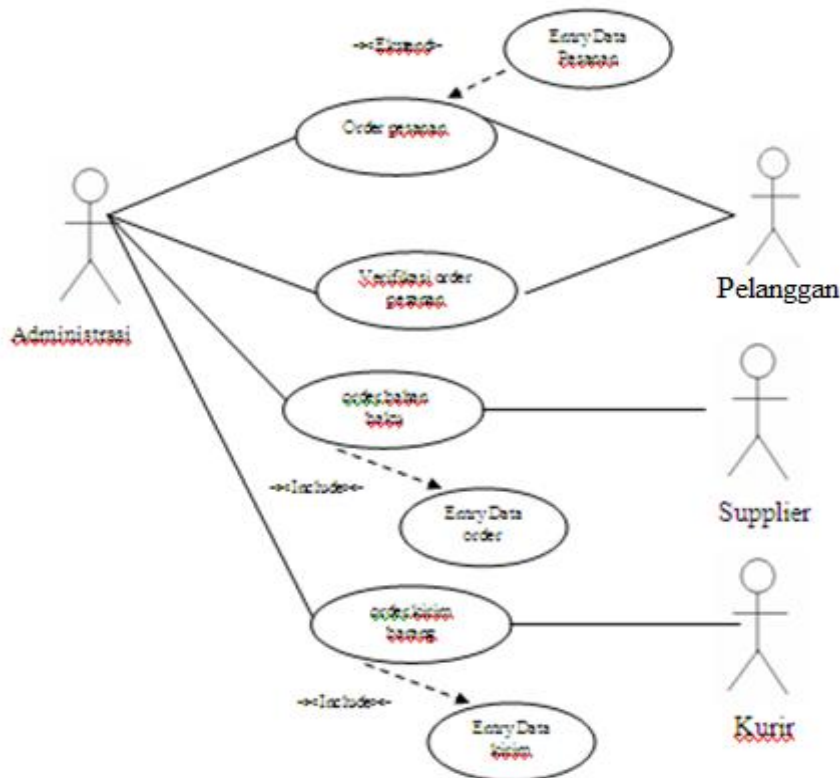 Entry Data
Pesanan
Order pesanan
Verifikasi order
pesanan
Pelanggan
Administrasi
order bahan
baku
<Include>
Entry Data
order
Supplier
order kirim
barang
<Include>
Entry Data
kirim
Kurir